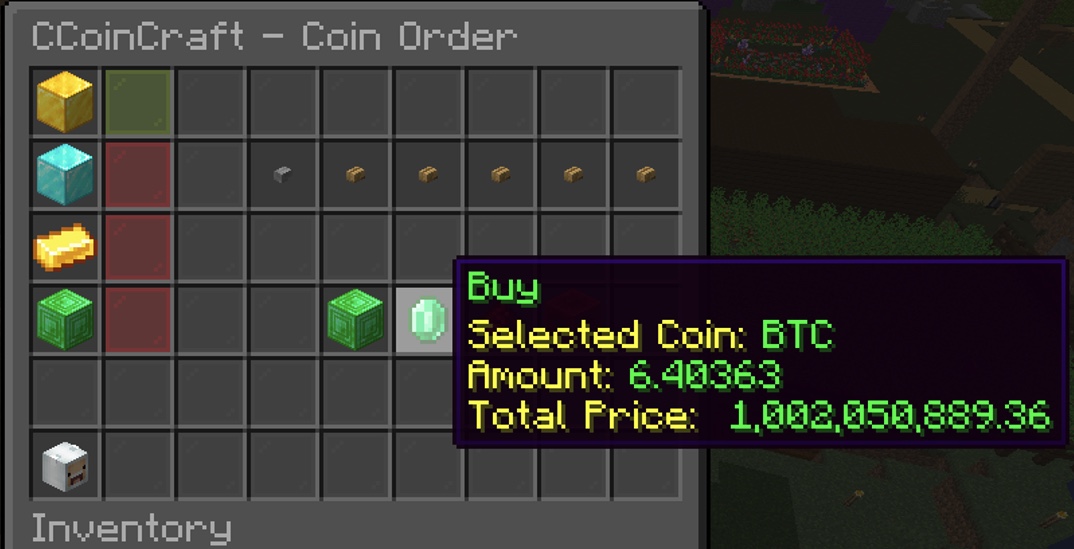 CCoinCraft - Coin Order
Buy
Selected Coin: BTC
Amount: 6.40363
Total Price: 1,002,050,889.36
Inventory